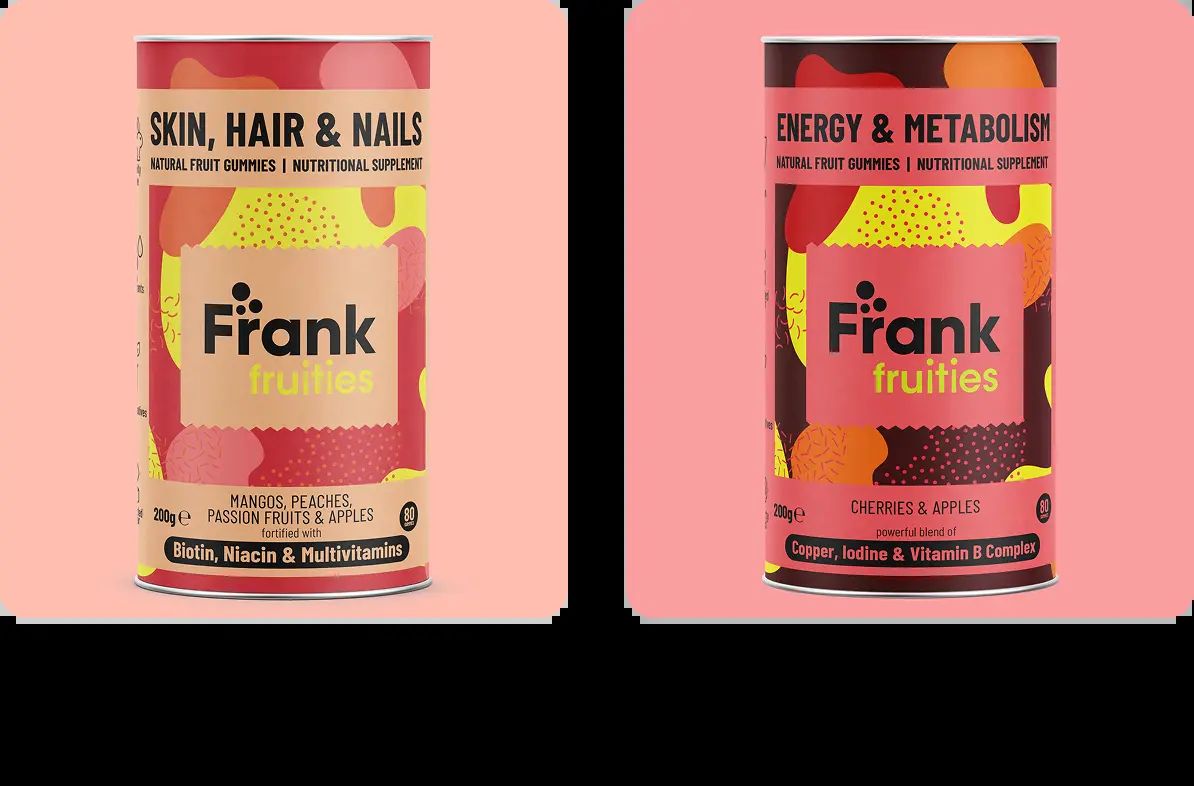 SKIN, HAIR & NAILS
NATURAL FRUIT GUMMIES | NUTRITIONAL SUPPLEMENT
Frank
fruities
MANGOS, PEACHES,
PASSION FRUITS & APPLES
200g℮
80
fortified with
Biotin, Niacin & Multivitamins
ENERGY & METABOLISM
NATURAL FRUIT GUMMIES | NUTRITIONAL SUPPLEMENT
Frank
fruities
CHERRIES & APPLES
200g℮
80
powerful blend of
Copper, Iodine & Vitamin B Complex